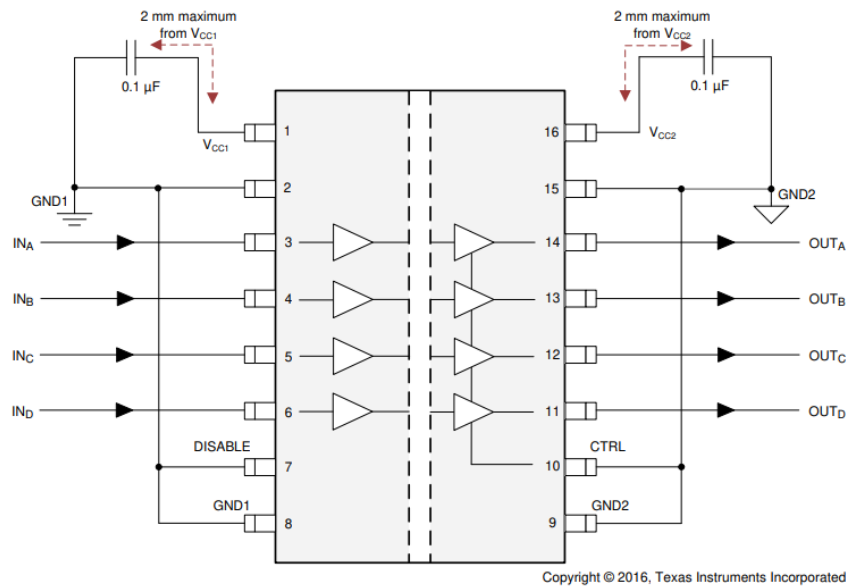 2 mm maximum
from VCC1
2 mm maximum
from VCC2
0.1 µF
0.1 µF
VCC1
1
16
VCC2
GND1
2
15
GND2
INA
3
14
OUTA
INB
4
13
OUTB
INC
5
12
OUTC
IND
6
11
OUTD
DISABLE
7
10
CTRL
GND1
8
9
GND2
Copyright © 2016, Texas Instruments Incorporated